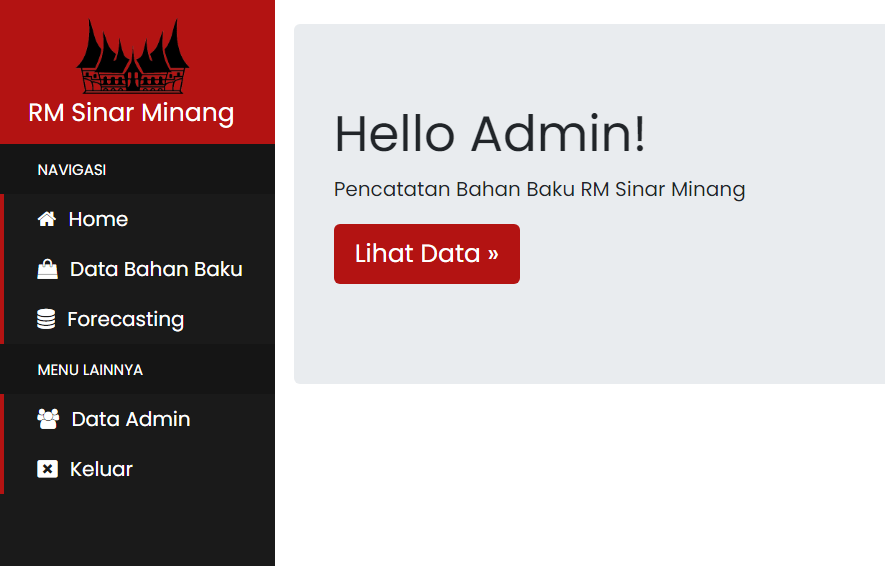 RM Sinar Minang
NAVIGASI
Home
Data Bahan Baku
Forecasting
MENU LAINNYA
Data Admin
Keluar
Hello Admin!
Pencatatan Bahan Baku RM Sinar Minang
Lihat Data »